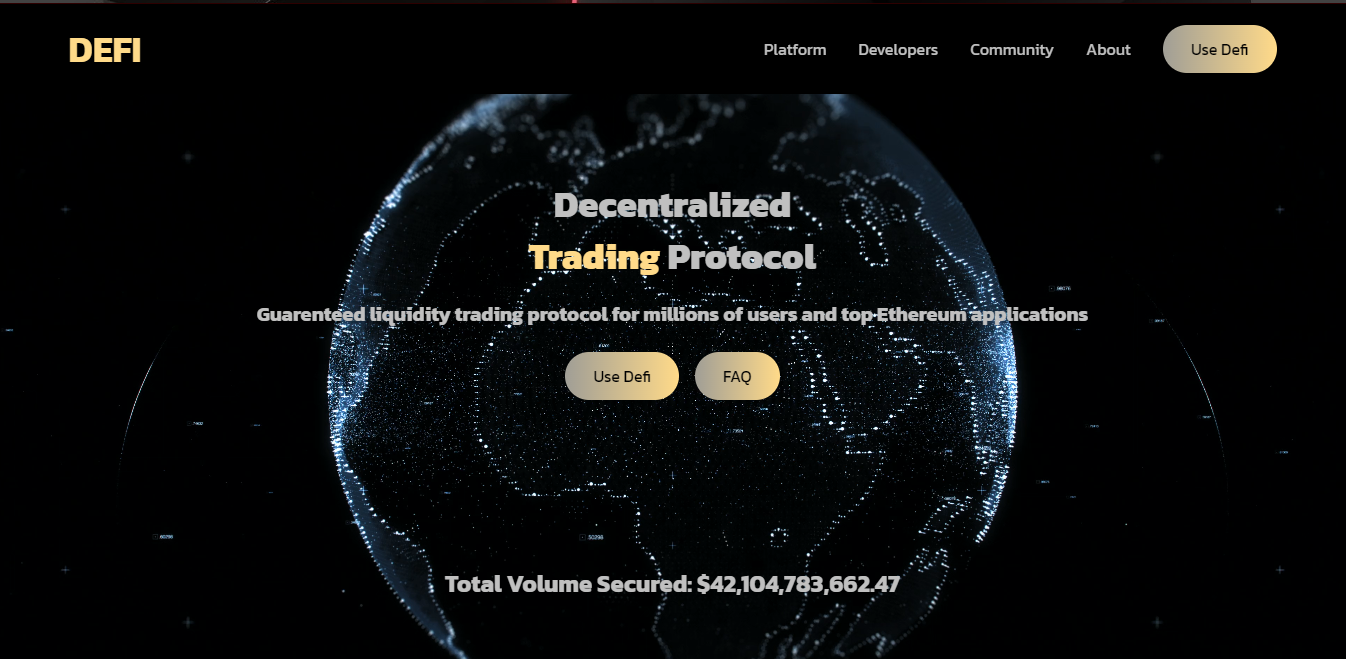 DEFI
Platform Developers Community About Use Defi
Decentralized
Trading Protocol
Guarenteed liquidity trading protocol for millions of users and top Ethereum applications
Use Defi FAQ
Total Volume Secured: $42,104,783,662.47